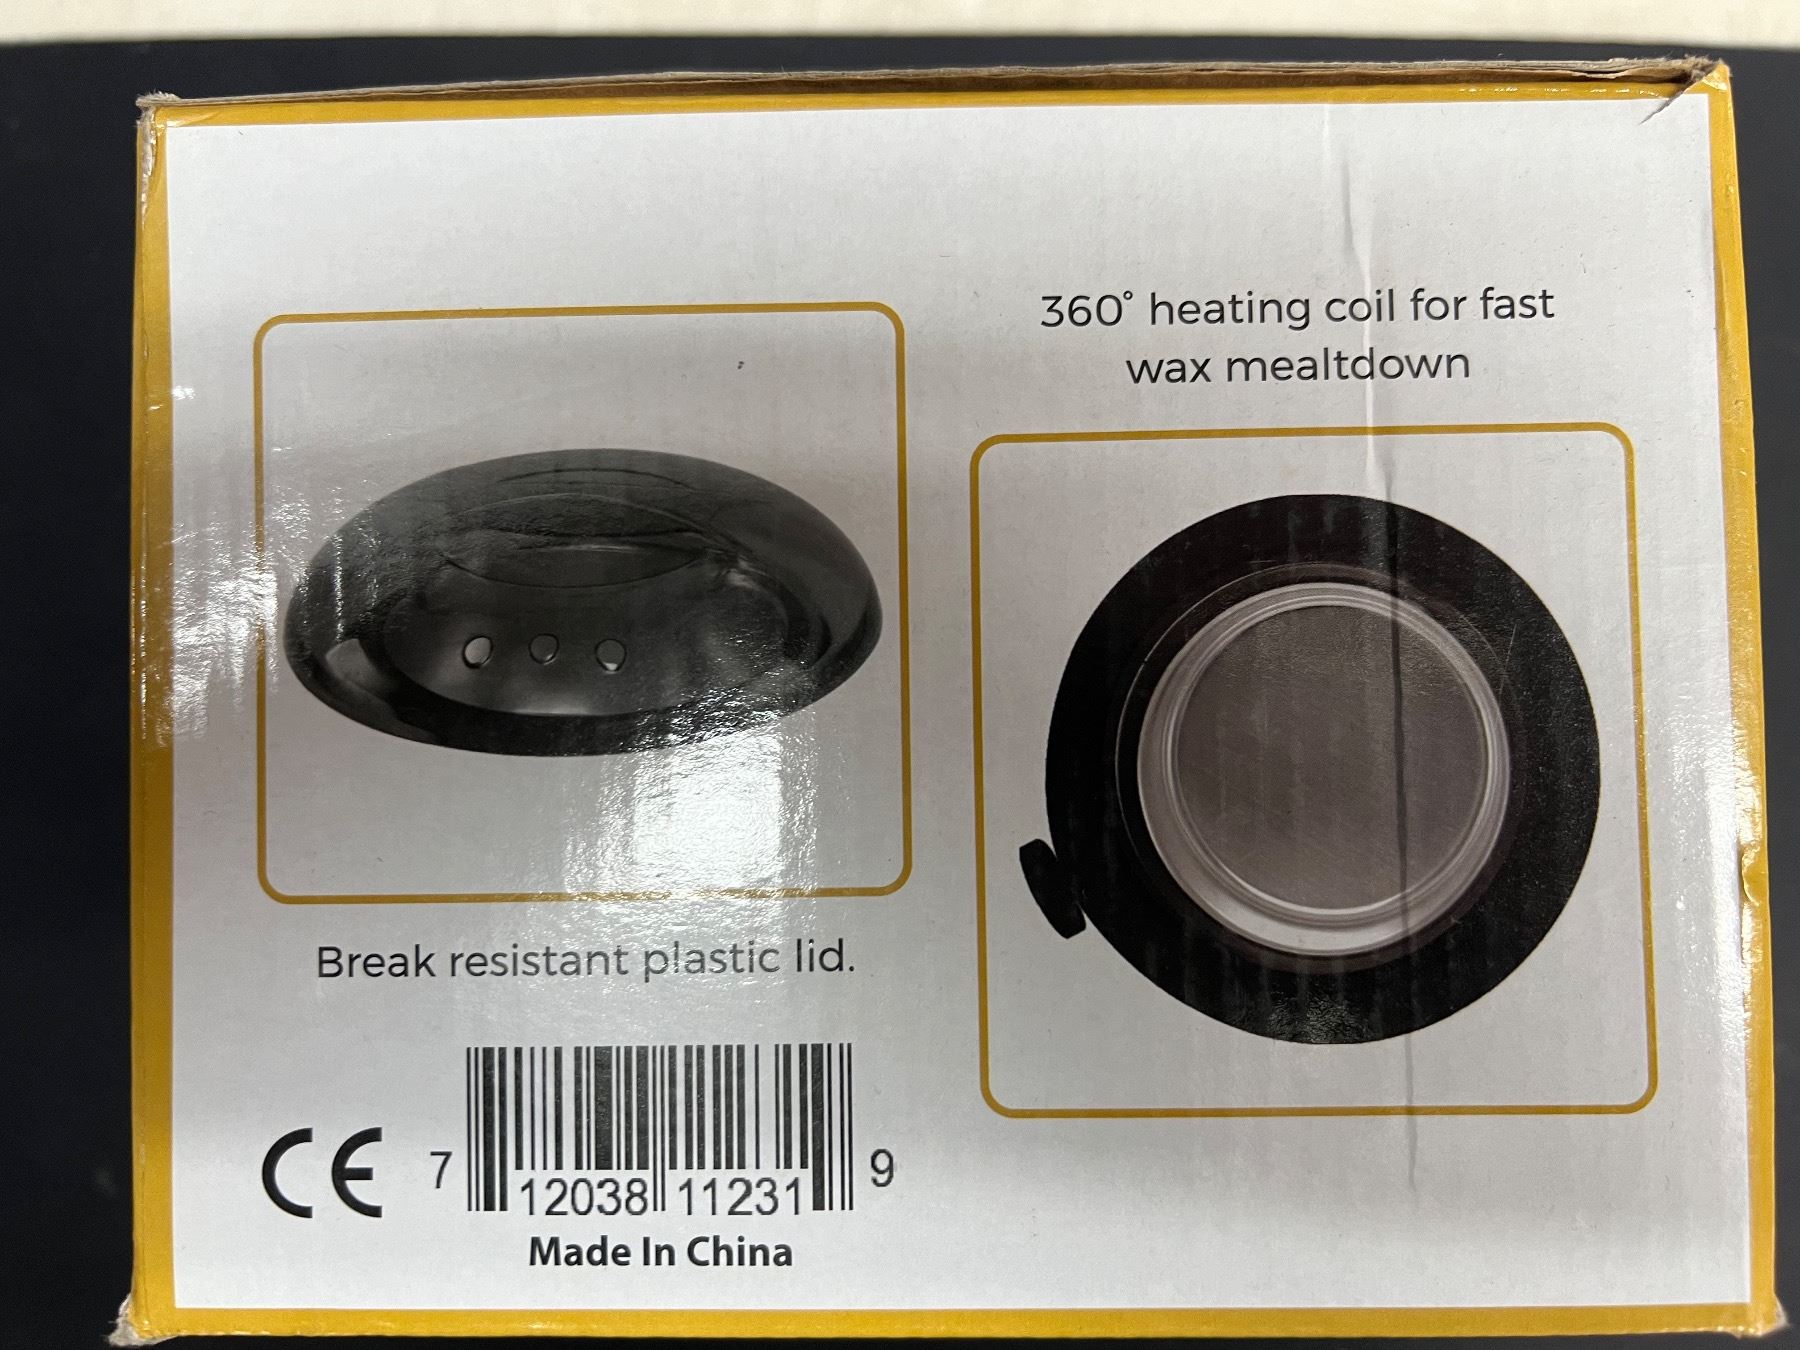 360° heating coil for fast
wax mealtdown
Break resistant plastic lid.
CE
7 12038 11231 9
Made In China